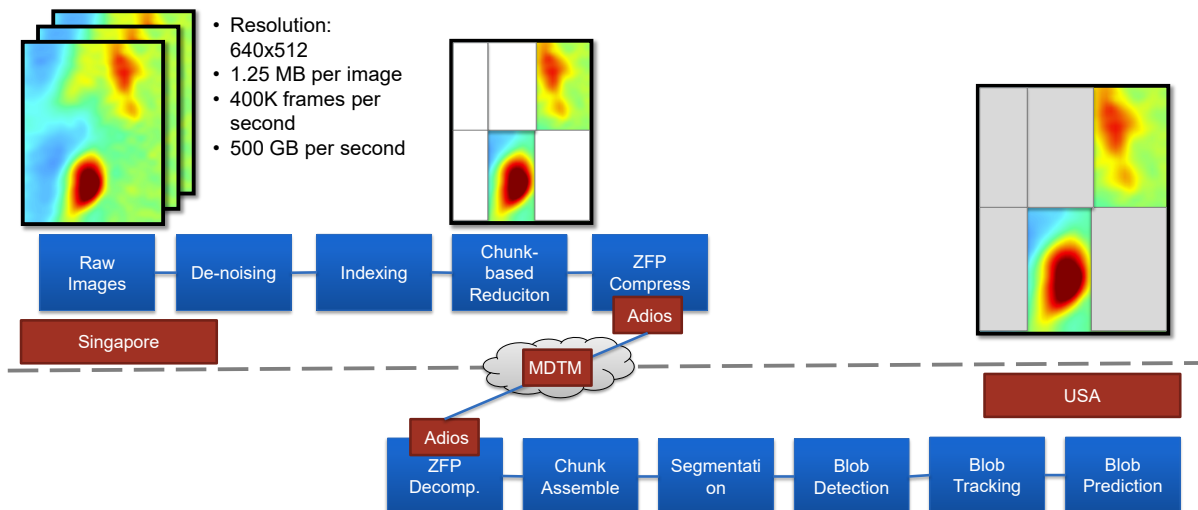 • Resolution:
640x512
• 1.25 MB per image
• 400K frames per
second
• 500 GB per second
Raw
Images
De-noising
Indexing
Chunk-
based
Reduciton
ZFP
Compress
Adios
Singapore
MDTM
USA
Adios
ZFP
Decomp.
Chunk
Assemble
Segmentati
on
Blob
Detection
Blob
Tracking
Blob
Prediction